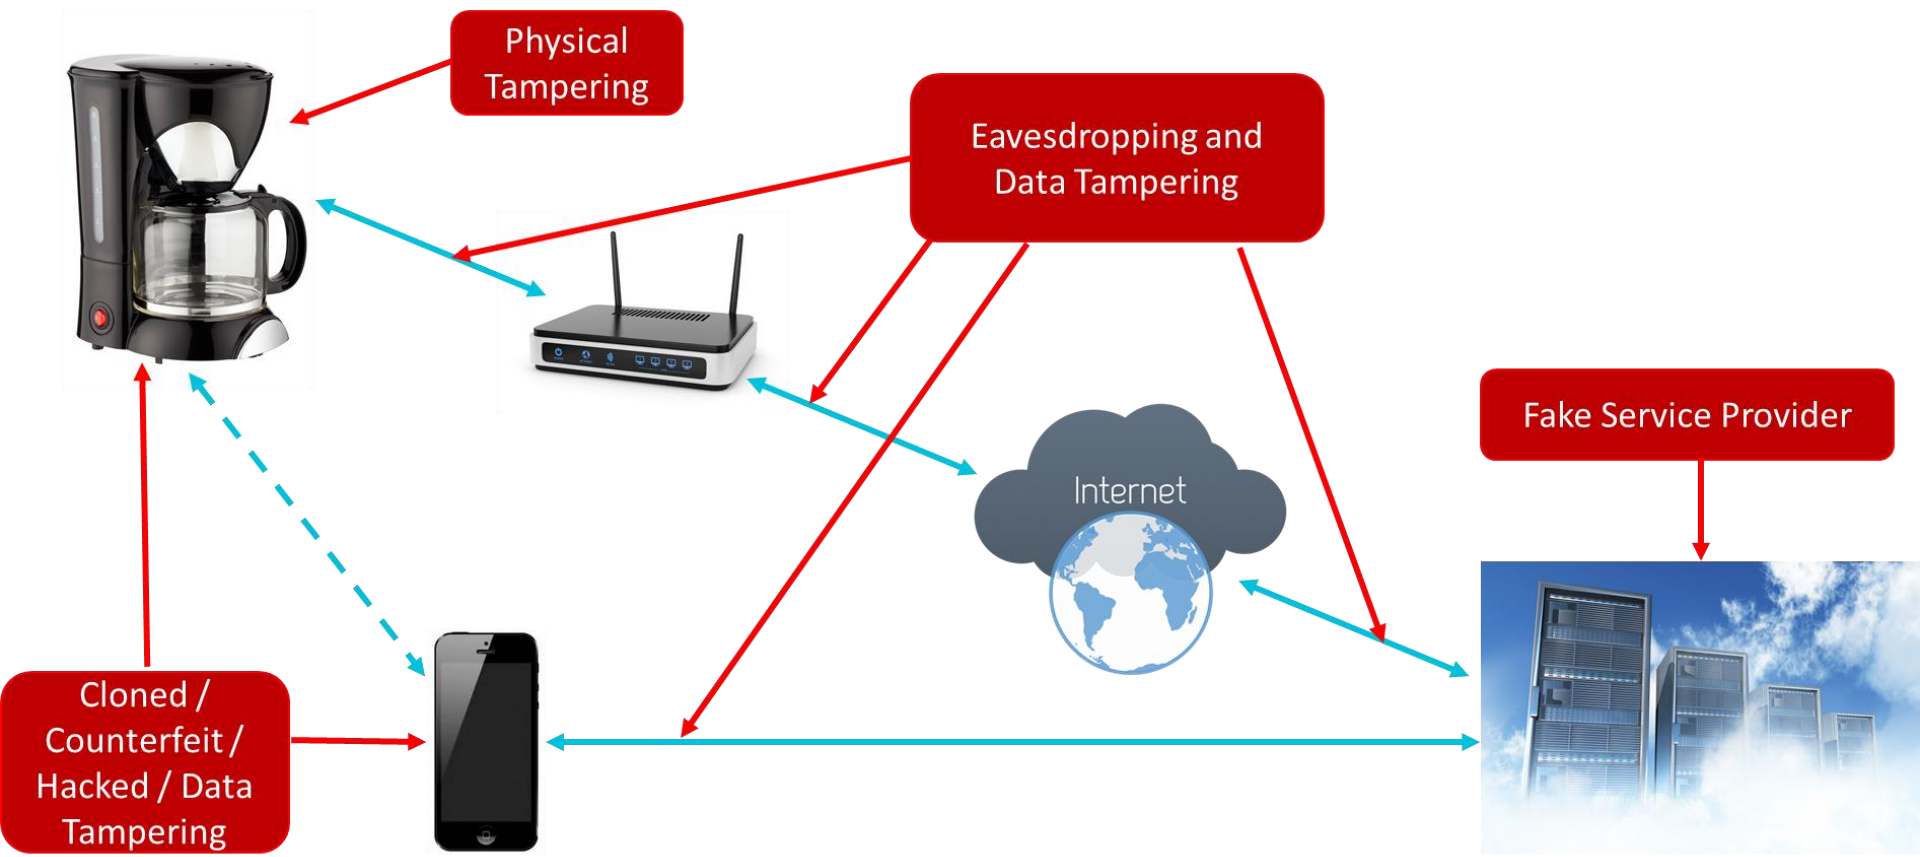 Physical
Tampering
Eavesdropping and
Data Tampering
Fake Service Provider
Internet
Cloned /
Counterfeit /
Hacked / Data
Tampering